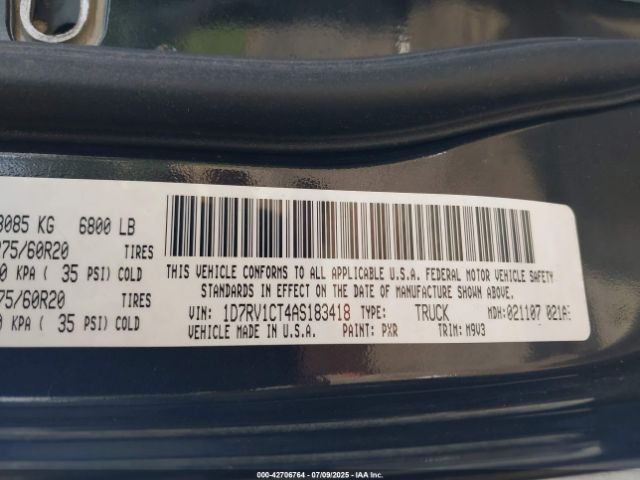 3085 KG 6800 LB
275/60R20 TIRES
0 KPA ( 35 PSI) COLD
75/60R20 TIRES
0 KPA ( 35 PSI) COLD
THIS VEHICLE CONFORMS TO ALL APPLICABLE U.S.A. FEDERAL MOTOR VEHICLE SAFETY
STANDARDS IN EFFECT ON THE DATE OF MANUFACTURE SHOWN ABOVE.
VIN: 1D7RV1CT4AS183418 TYPE: TRUCK MDH:021107 021A
VEHICLE MADE IN U.S.A. PAINT: PXR TRIM: M9V3
000-42706764 - 07/09/2025 - IAA Inc.